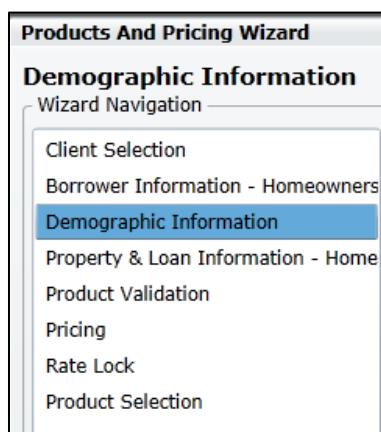 Products And Pricing Wizard
Demographic Information
Wizard Navigation
Client Selection
Borrower Information - Homeowners
Demographic Information
Property & Loan Information - Home
Product Validation
Pricing
Rate Lock
Product Selection